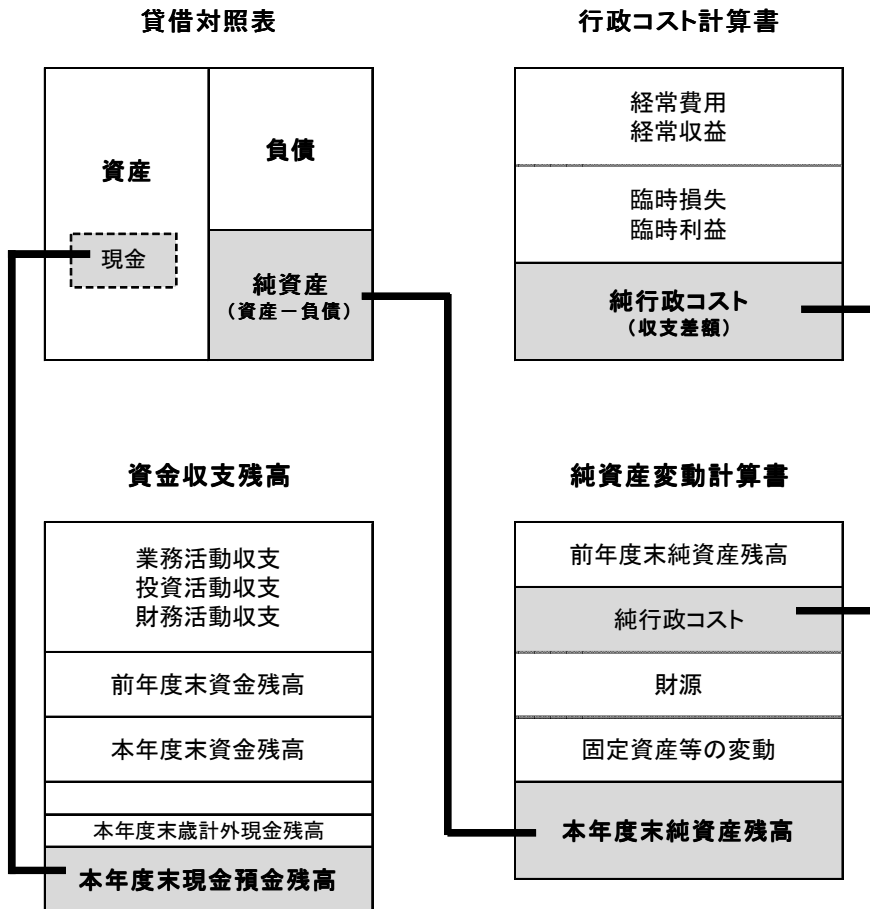 貸借対照表
資産
現金
負債
純資産
（資産－負債）
行政コスト計算書
経常費用
経常収益
臨時損失
臨時利益
純行政コスト
（収支差額）
資金収支残高
業務活動収支
投資活動収支
財務活動収支
前年度末資金残高
本年度末資金残高
本年度末歳計外現金残高
本年度末現金預金残高
純資産変動計算書
前年度末純資産残高
純行政コスト
財源
固定資産等の変動
本年度末純資産残高